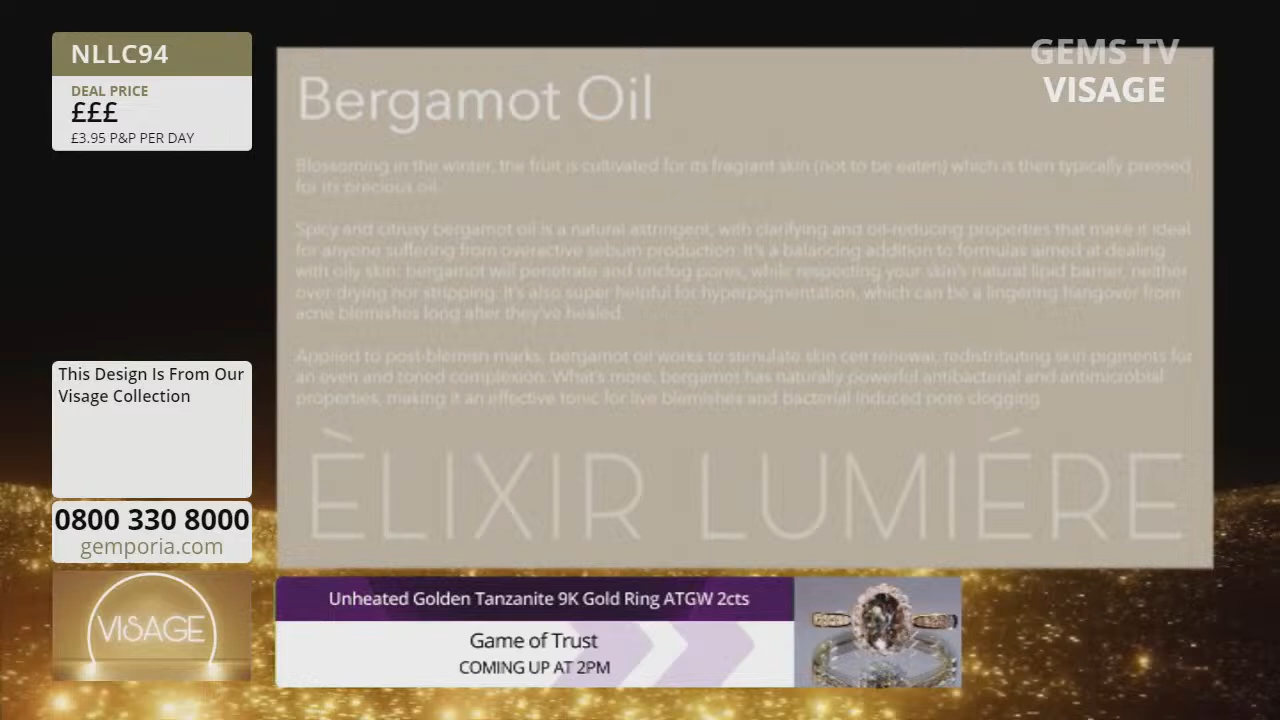 NLLC94
DEAL PRICE
£££
£3.95 P&P PER DAY
GEMS TV
VISAGE
Bergamot Oil
Blossoming in the winter, the fruit is cultivated for its fragrant skin (not to be eaten) which is then typically pressed
for its precious oil.
Spicy and citrusy bergamot oil is a natural astringent, with clarifying and oil-reducing properties that make it ideal
for anyone suffering from overactive sebum production. It's a balancing addition to formulas aimed at dealing
with oily skin; bergamot will penetrate and unclog pores, while respecting your skin's natural lipid barrier, neither
over-drying nor stripping. It's also super helpful for hyperpigmentation, which can be a lingering hangover from
acne blemishes long after they've healed.
Applied to post-blemish marks, bergamot oil works to stimulate skin cell renewal, redistributing skin pigments for
an even and toned complexion. What's more, bergamot has naturally powerful antibacterial and antimicrobial
properties, making it an effective tonic for live blemishes and bacterial induced pore clogging.
ÈLIXIR LUMIÉRE
This Design Is From Our
Visage Collection
0800 330 8000
gemporia.com
VISAGE
Unheated Golden Tanzanite 9K Gold Ring ATGW 2cts
Game of Trust
COMING UP AT 2PM